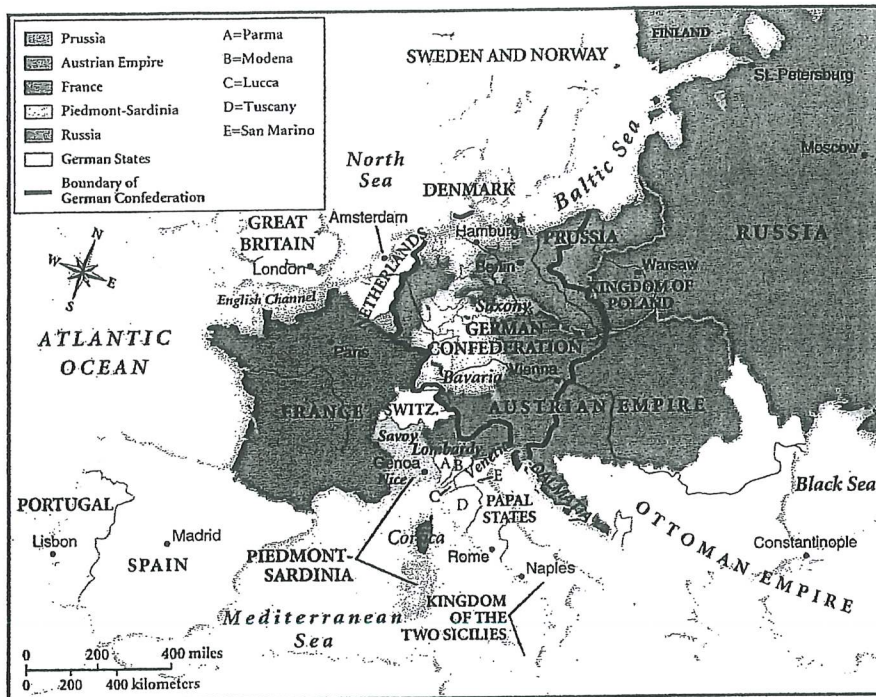 Prussia
Austrian Empire
France
Piedmont-Sardinia
Russia
German States
Boundary of
German Confederation
A=Parma
B=Modena
C=Lucca
D=Tuscany
E=San Marino
FINLAND
SWEDEN AND NORWAY
St. Petersburg
Moscow
Baltic Sea
North
Sea
DENMARK
Amsterdam
Hamburg
GREAT
BRITAIN
NETHERLANDS
PRUSSIA
RUSSIA
N
W
E
S
London
Berlin
Warsaw
KINGDOM OF
POLAND
English Channel
Saxony
ATLANTIC
OCEAN
Paris
GERMAN
CONFEDERATION
Bavaria
Vienna
FRANCE
SWITZ.
AUSTRIAN EMPIRE
Savoy
Lombardy
Venetia
Genoa
Nice
A
B
C
D
E
DALMATIA
PAPAL
STATES
Black Sea
PORTUGAL
Lisbon
Madrid
SPAIN
Corsica
PIEDMONT-
SARDINIA
Rome
Naples
OTTOMAN EMPIRE
Constantinople
Mediterranean
Sea
KINGDOM
OF THE
TWO SICILIES
0 200 400 miles
0 200 400 kilometers